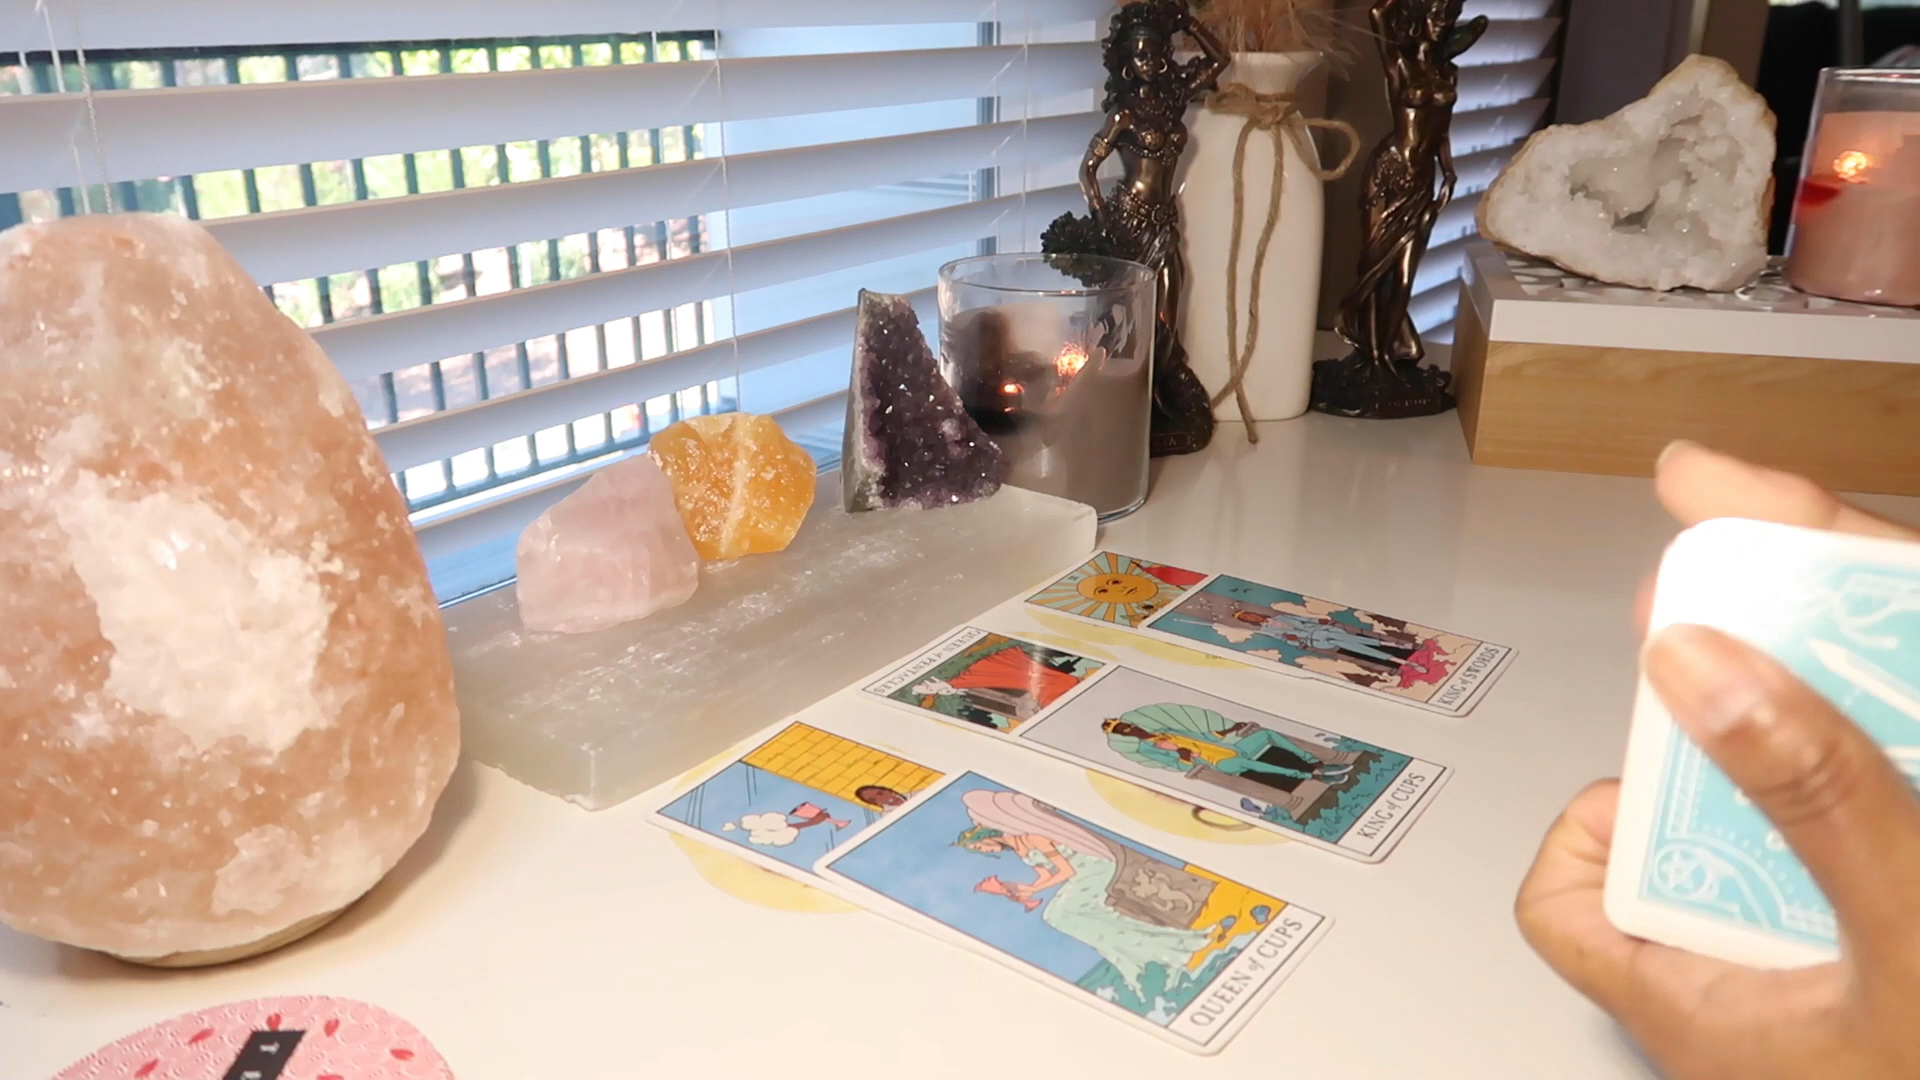 KING of SWORDS
QUEEN of PENTACLES
KING of CUPS
QUEEN of CUPS